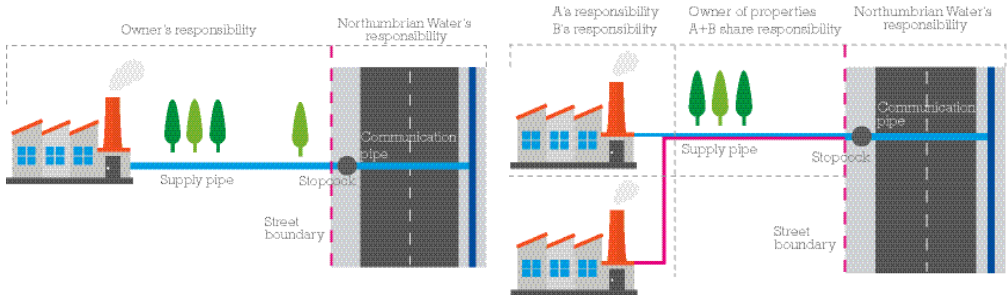 Owner's responsibility
Northumbrian Water's
responsibility
Communication
pipe
Supply pipe
Stopcock
Street
boundary
A's responsibility
B's responsibility
Owner of properties
A+B share responsibility
Northumbrian Water's
responsibility
Communication
pipe
Supply pipe
Stopcock
Street
boundary